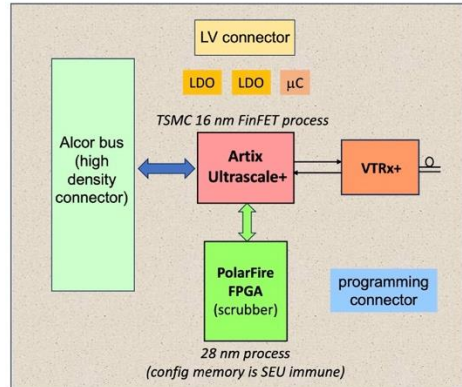 LV connector
LDO
LDO
μC
TSMC 16 nm FinFET process
Alcor bus
(high
density
connector)
Artix
Ultrascale+
VTRx+
PolarFire
FPGA
(scrubber)
programming
connector
28 nm process
(config memory is SEU immune)